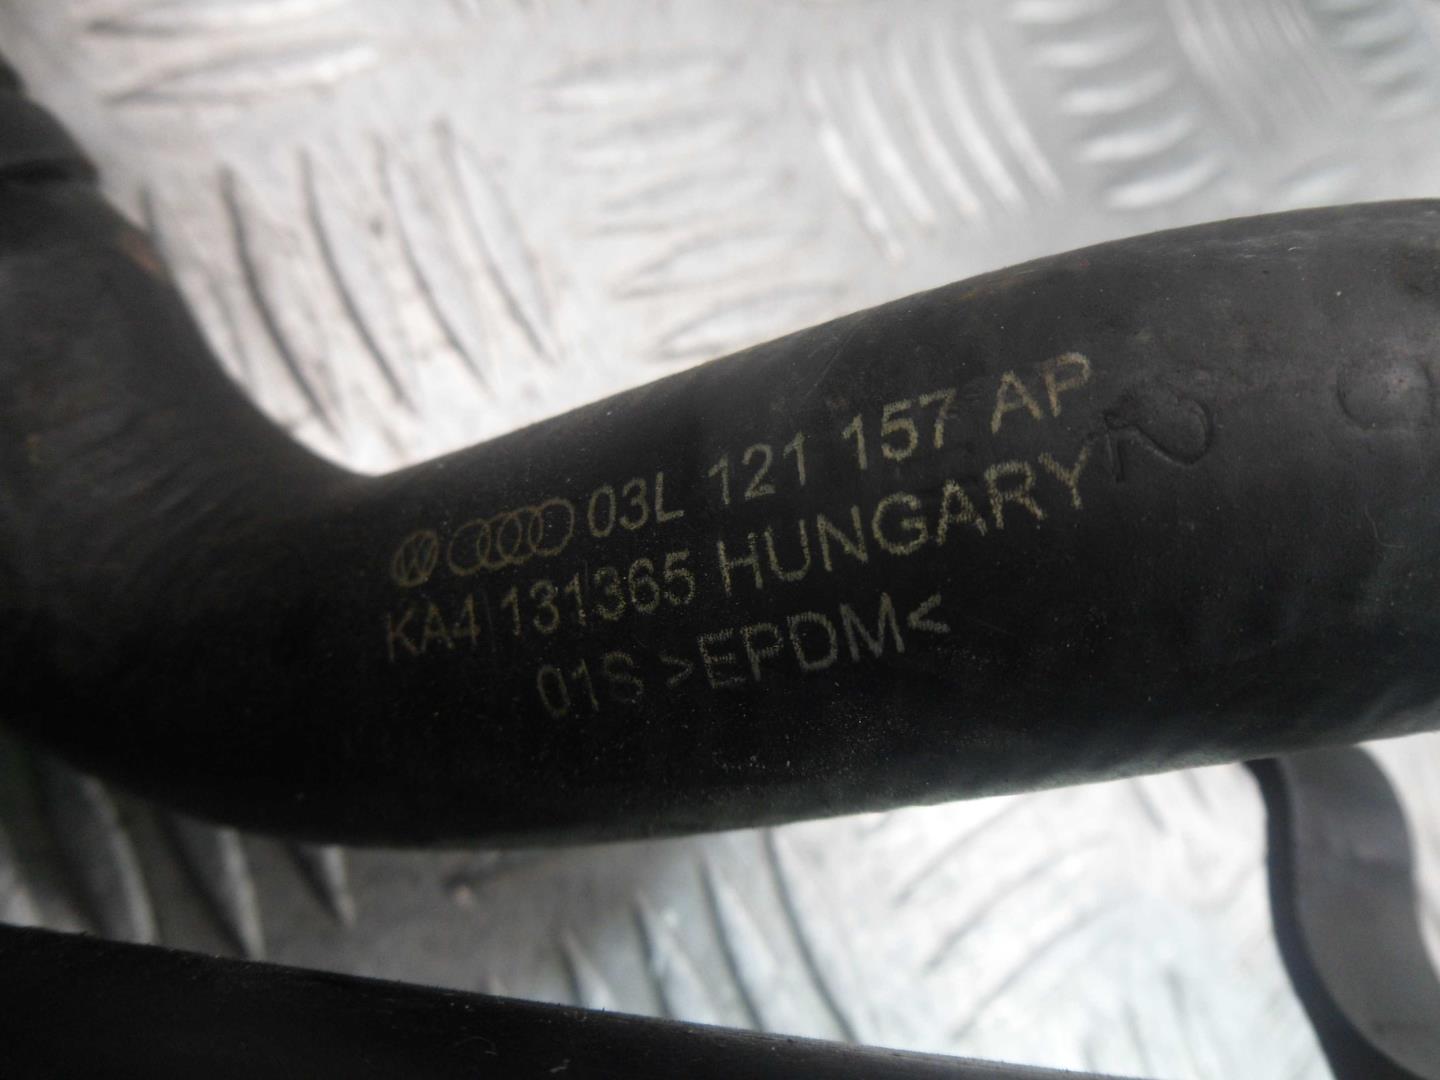 03L 121 157 AP
KA4 131365 HUNGARY
01S >EPDM<